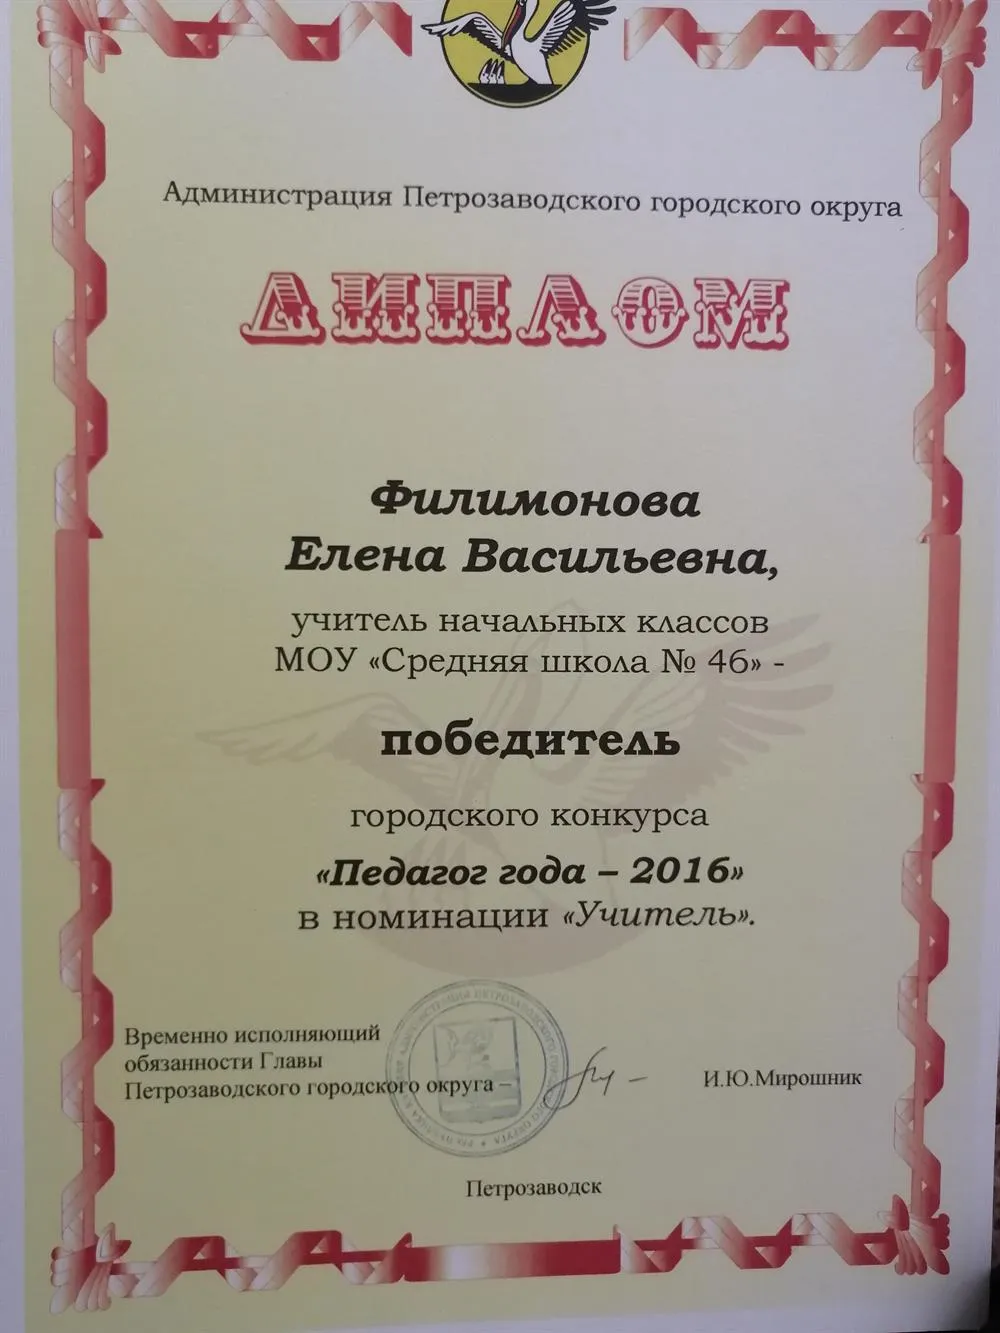 Администрация Петрозаводского городского округа
ДИПЛОМ
Филимонова
Елена Васильевна,
учитель начальных классов
МОУ «Средняя школа № 46» -
победитель
городского конкурса
«Педагог года – 2016»
в номинации «Учитель».
Временно исполняющий
обязанности Главы
Петрозаводского городского округа –
И.Ю.Мирошник
Петрозаводск